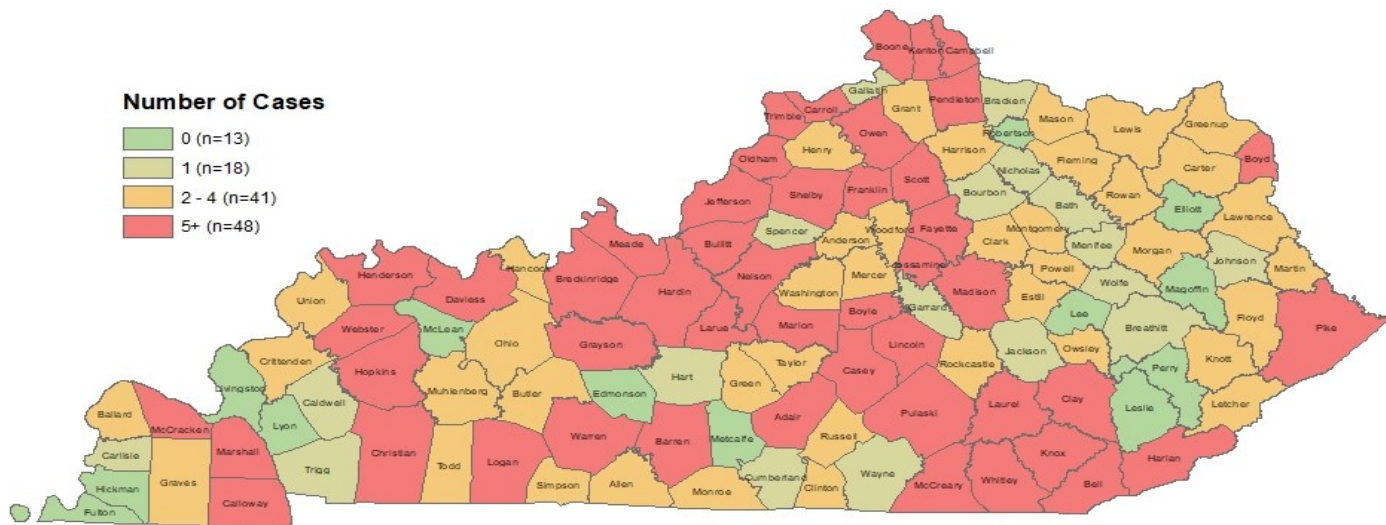 Number of Cases
0 (n=13)
1 (n=18)
2 - 4 (n=41)
5+ (n=48)
Boone Kenton Campbell
Gallatin Grant Pendleton Bracken
Trimble Carroll Owen Robertson Mason Lewis Greenup
Oldham Henry Harrison Fleming Carter Boyd
Shelby Franklin Scott Nicholas Rowan
Jefferson Bourbon Bath Elliott Lawrence
Spencer Anderson Woodford Fayette Clark Montgomery Menifee Morgan Johnson Martin
Meade Bullitt Nelson Mercer Jessamine Powell Wolfe Magoffin
Henderson Hancock Breckinridge Hardin Washington Madison Estill
Union Daviess Garrard Lee Floyd Pike
Webster McLean Larue Marion Boyle Breathitt
Ohio Grayson Lincoln Jackson Owsley Knott
Crittenden Hopkins Hart Green Taylor Casey Rockcastle Perry
Livingston Muhlenberg Butler Edmonson Clay Leslie Letcher
Ballard Caldwell Adair Pulaski Laurel
McCracken Lyon Warren Barren Metcalfe Russell Knox Harlan
Carlisle Marshall Trigg Christian Todd Logan Cumberland Wayne
Hickman Graves Simpson Allen Monroe Clinton McCreary Whitley Bell
Fulton Calloway